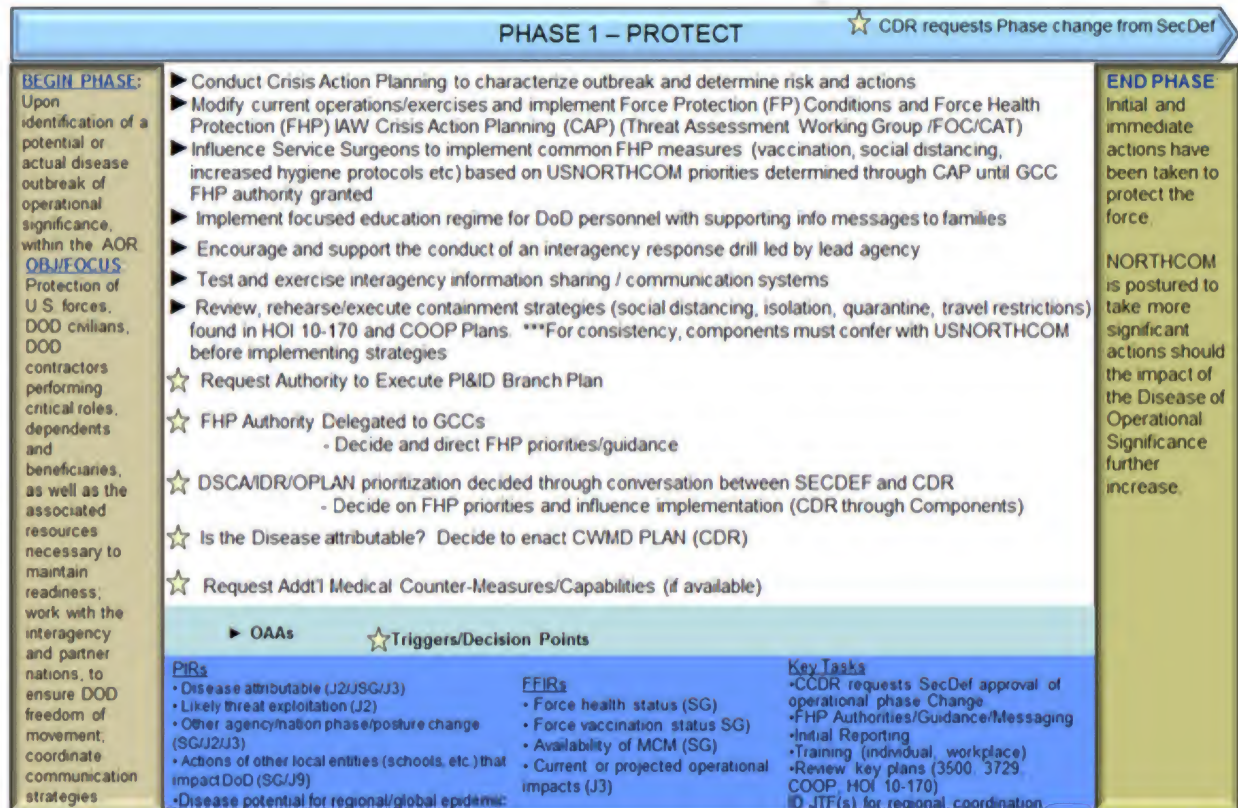 PHASE 1 – PROTECT
CDR requests Phase change from SecDef
BEGIN PHASE:
Upon
identification of a
potential or
actual disease
outbreak of
operational
significance,
within the AOR
OBJ/FOCUS
Protection of
U.S. forces,
DOD civilians,
DOD
contractors
performing
critical roles,
dependents
and
beneficiaries,
as well as the
associated
resources
necessary to
maintain
readiness;
work with the
interagency
and partner
nations, to
ensure DOD
freedom of
movement;
coordinate
communication
strategies
► Conduct Crisis Action Planning to characterize outbreak and determine risk and actions
► Modify current operations/exercises and implement Force Protection (FP) Conditions and Force Health
Protection (FHP) IAW Crisis Action Planning (CAP) (Threat Assessment Working Group /FOC/CAT)
► Influence Service Surgeons to implement common FHP measures (vaccination, social distancing,
increased hygiene protocols etc) based on USNORTHCOM priorities determined through CAP until GCC
FHP authority granted
► Implement focused education regime for DoD personnel with supporting info messages to families
► Encourage and support the conduct of an interagency response drill led by lead agency
► Test and exercise interagency information sharing / communication systems
► Review, rehearse/execute containment strategies (social distancing, isolation, quarantine, travel restrictions)
found in HOI 10-170 and COOP Plans. ***For consistency, components must confer with USNORTHCOM
before implementing strategies
Request Authority to Execute PI&ID Branch Plan
FHP Authority Delegated to GCCs
- Decide and direct FHP priorities/guidance
DSCA/IDR/OPLAN prioritization decided through conversation between SECDEF and CDR
- Decide on FHP priorities and influence implementation (CDR through Components)
Is the Disease attributable? Decide to enact CWMD PLAN (CDR)
Request Addt'l Medical Counter-Measures/Capabilities (if available)
► OAAs
Triggers/Decision Points
PIRs
• Disease attributable (J2/JSG/J3)
• Likely threat exploitation (J2)
• Other agency/nation phase/posture change
(SG/J2/J3)
• Actions of other local entities (schools, etc.) that
impact DoD (SG/J9)
•Disease potential for regional/global epidemic
FFIRs
• Force health status (SG)
• Force vaccination status SG)
• Availability of MCM (SG)
• Current or projected operational
impacts (J3)
Key Tasks
•CCDR requests SecDef approval of
operational phase Change
•FHP Authorities/Guidance/Messaging
•Initial Reporting
•Training (individual, workplace)
•Review key plans (3500, 3729,
COOP, HOI 10-170)
ID JTF(s) for regional coordination
END PHASE
Initial and
immediate
actions have
been taken to
protect the
force.
NORTHCOM
is postured to
take more
significant
actions should
the impact of
the Disease of
Operational
Significance
further
increase.